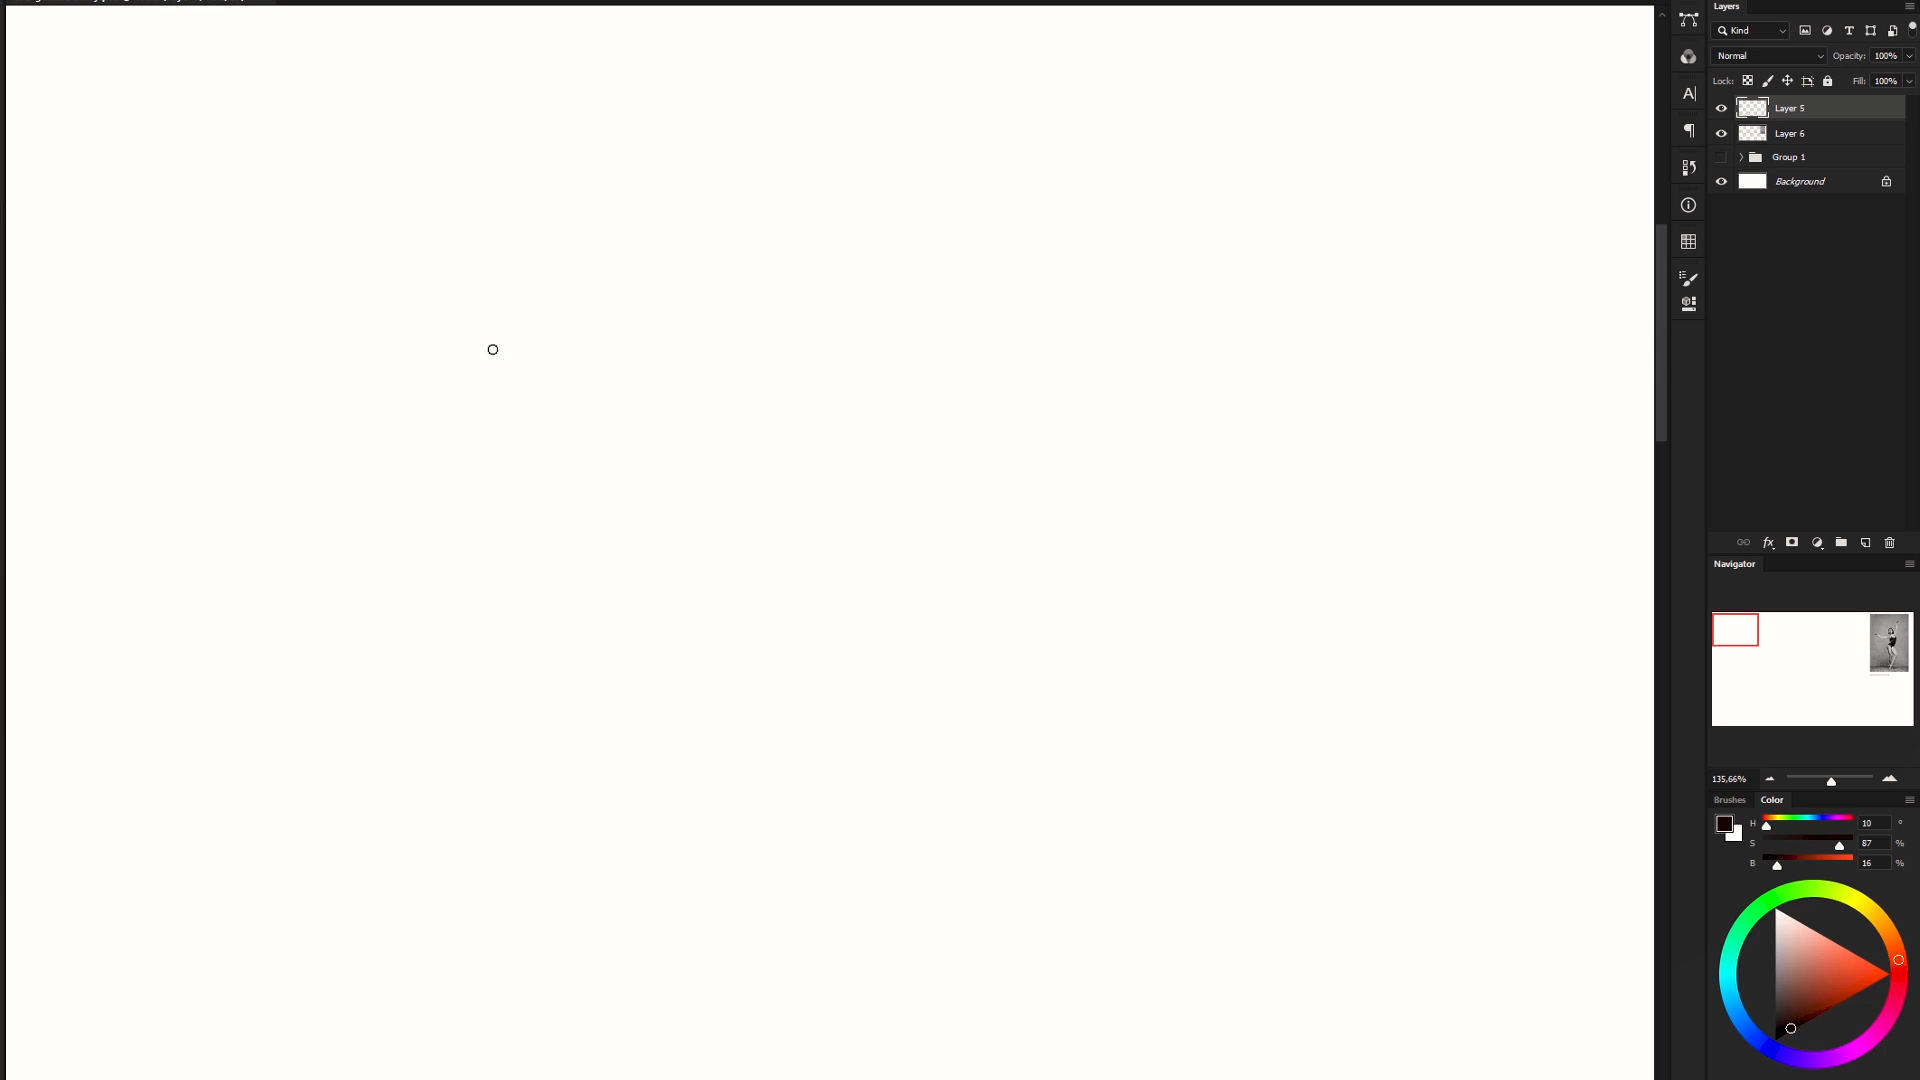 Layers
Kind
Normal
Opacity: 100%
Lock:
Fill: 100%
Layer 5
Layer 6
Group 1
Background
fx
Navigator
135,66%
Brushes
Color
H 10 °
S 87 %
B 16 %